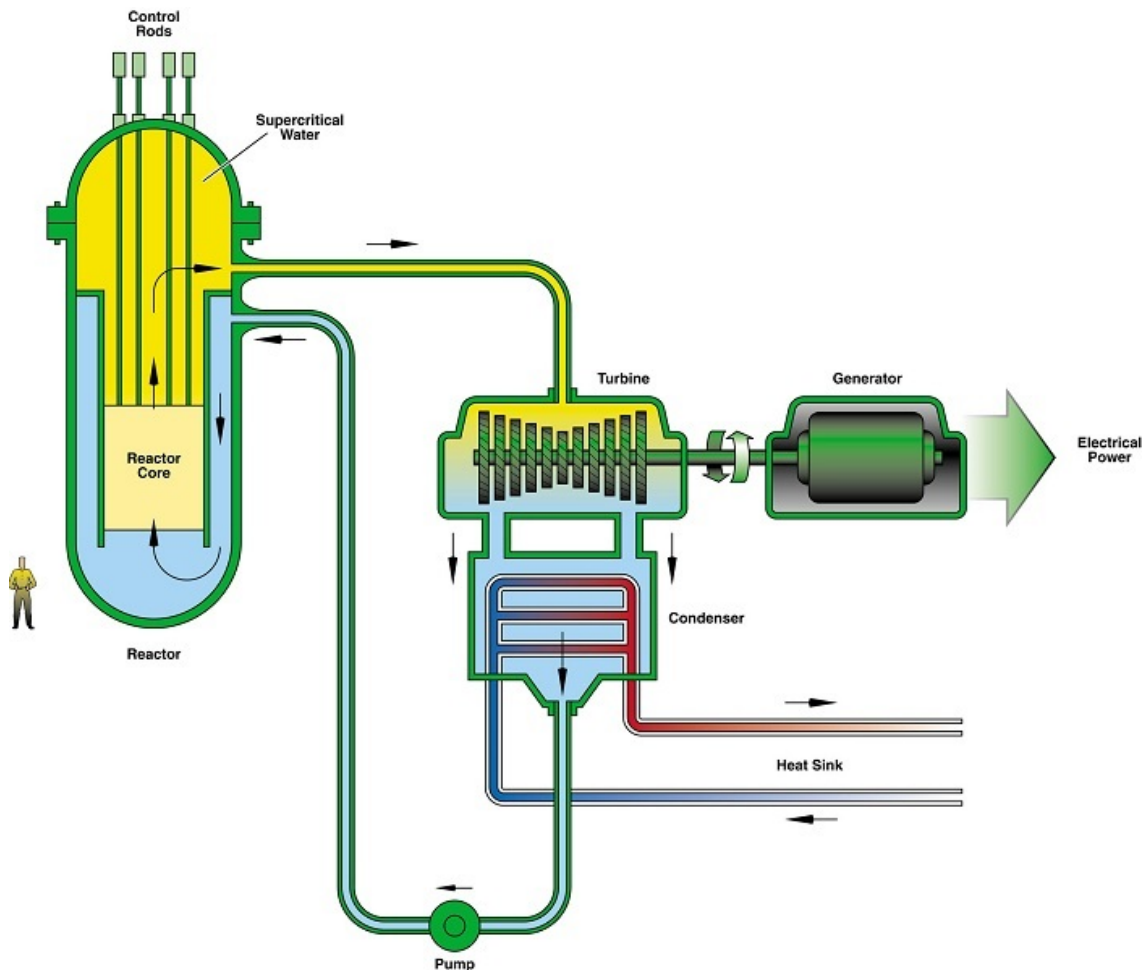 Control
Rods
Supercritical
Water
Turbine
Generator
Electrical
Power
Reactor
Core
Condenser
Reactor
Heat Sink
Pump